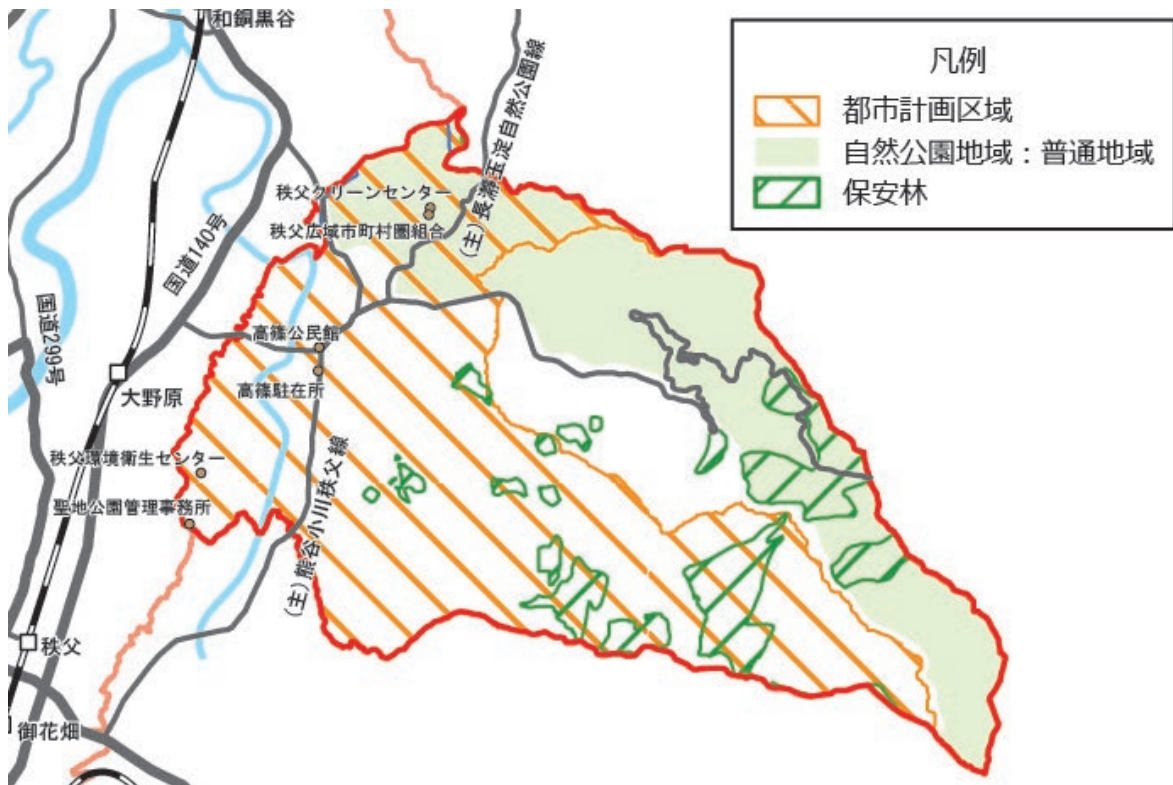 和銅黒谷
凡例
都市計画区域
自然公園地域：普通地域
保安林
(主)長瀞玉淀自然公園線
秩父クリーンセンター
秩父広域市町村圏組合
国道140号
国道299号
高篠公民館
高篠駐在所
大野原
秩父環境衛生センター
聖地公園管理事務所
(主)熊谷小川秩父線
秩父
御花畑